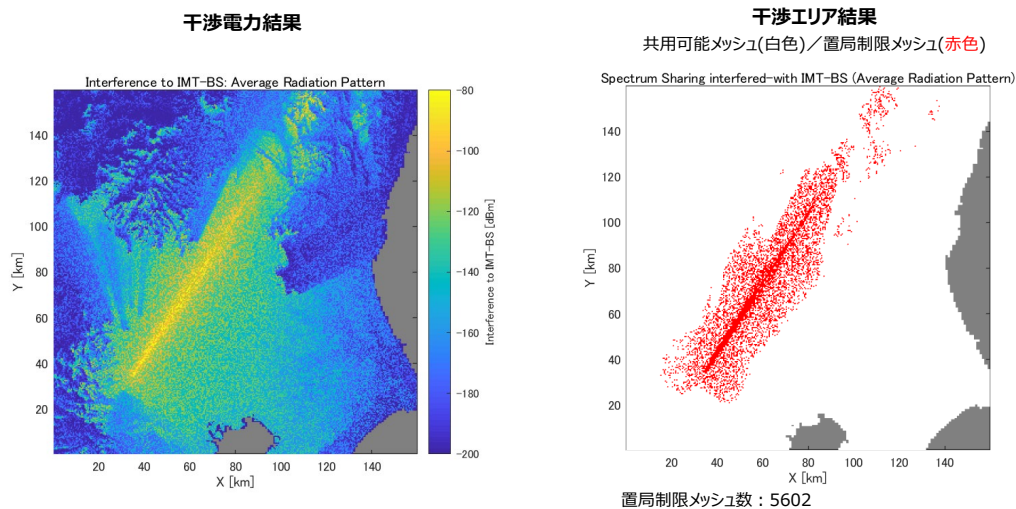 干渉電力結果
Interference to IMT-BS: Average Radiation Pattern
140
120
100
80
60
40
20
Y [km]
20 40 60 80 100 120 140
X [km]
-80
-100
-120
-140
-160
-180
-200
Interference to IMT-BS [dBm]
干渉エリア結果
共用可能メッシュ(白色)／置局制限メッシュ(赤色)
Spectrum Sharing interfered-with IMT-BS (Average Radiation Pattern)
140
120
100
80
60
40
20
Y [km]
20 40 60 80 100 120 140
X [km]
置局制限メッシュ数：5602